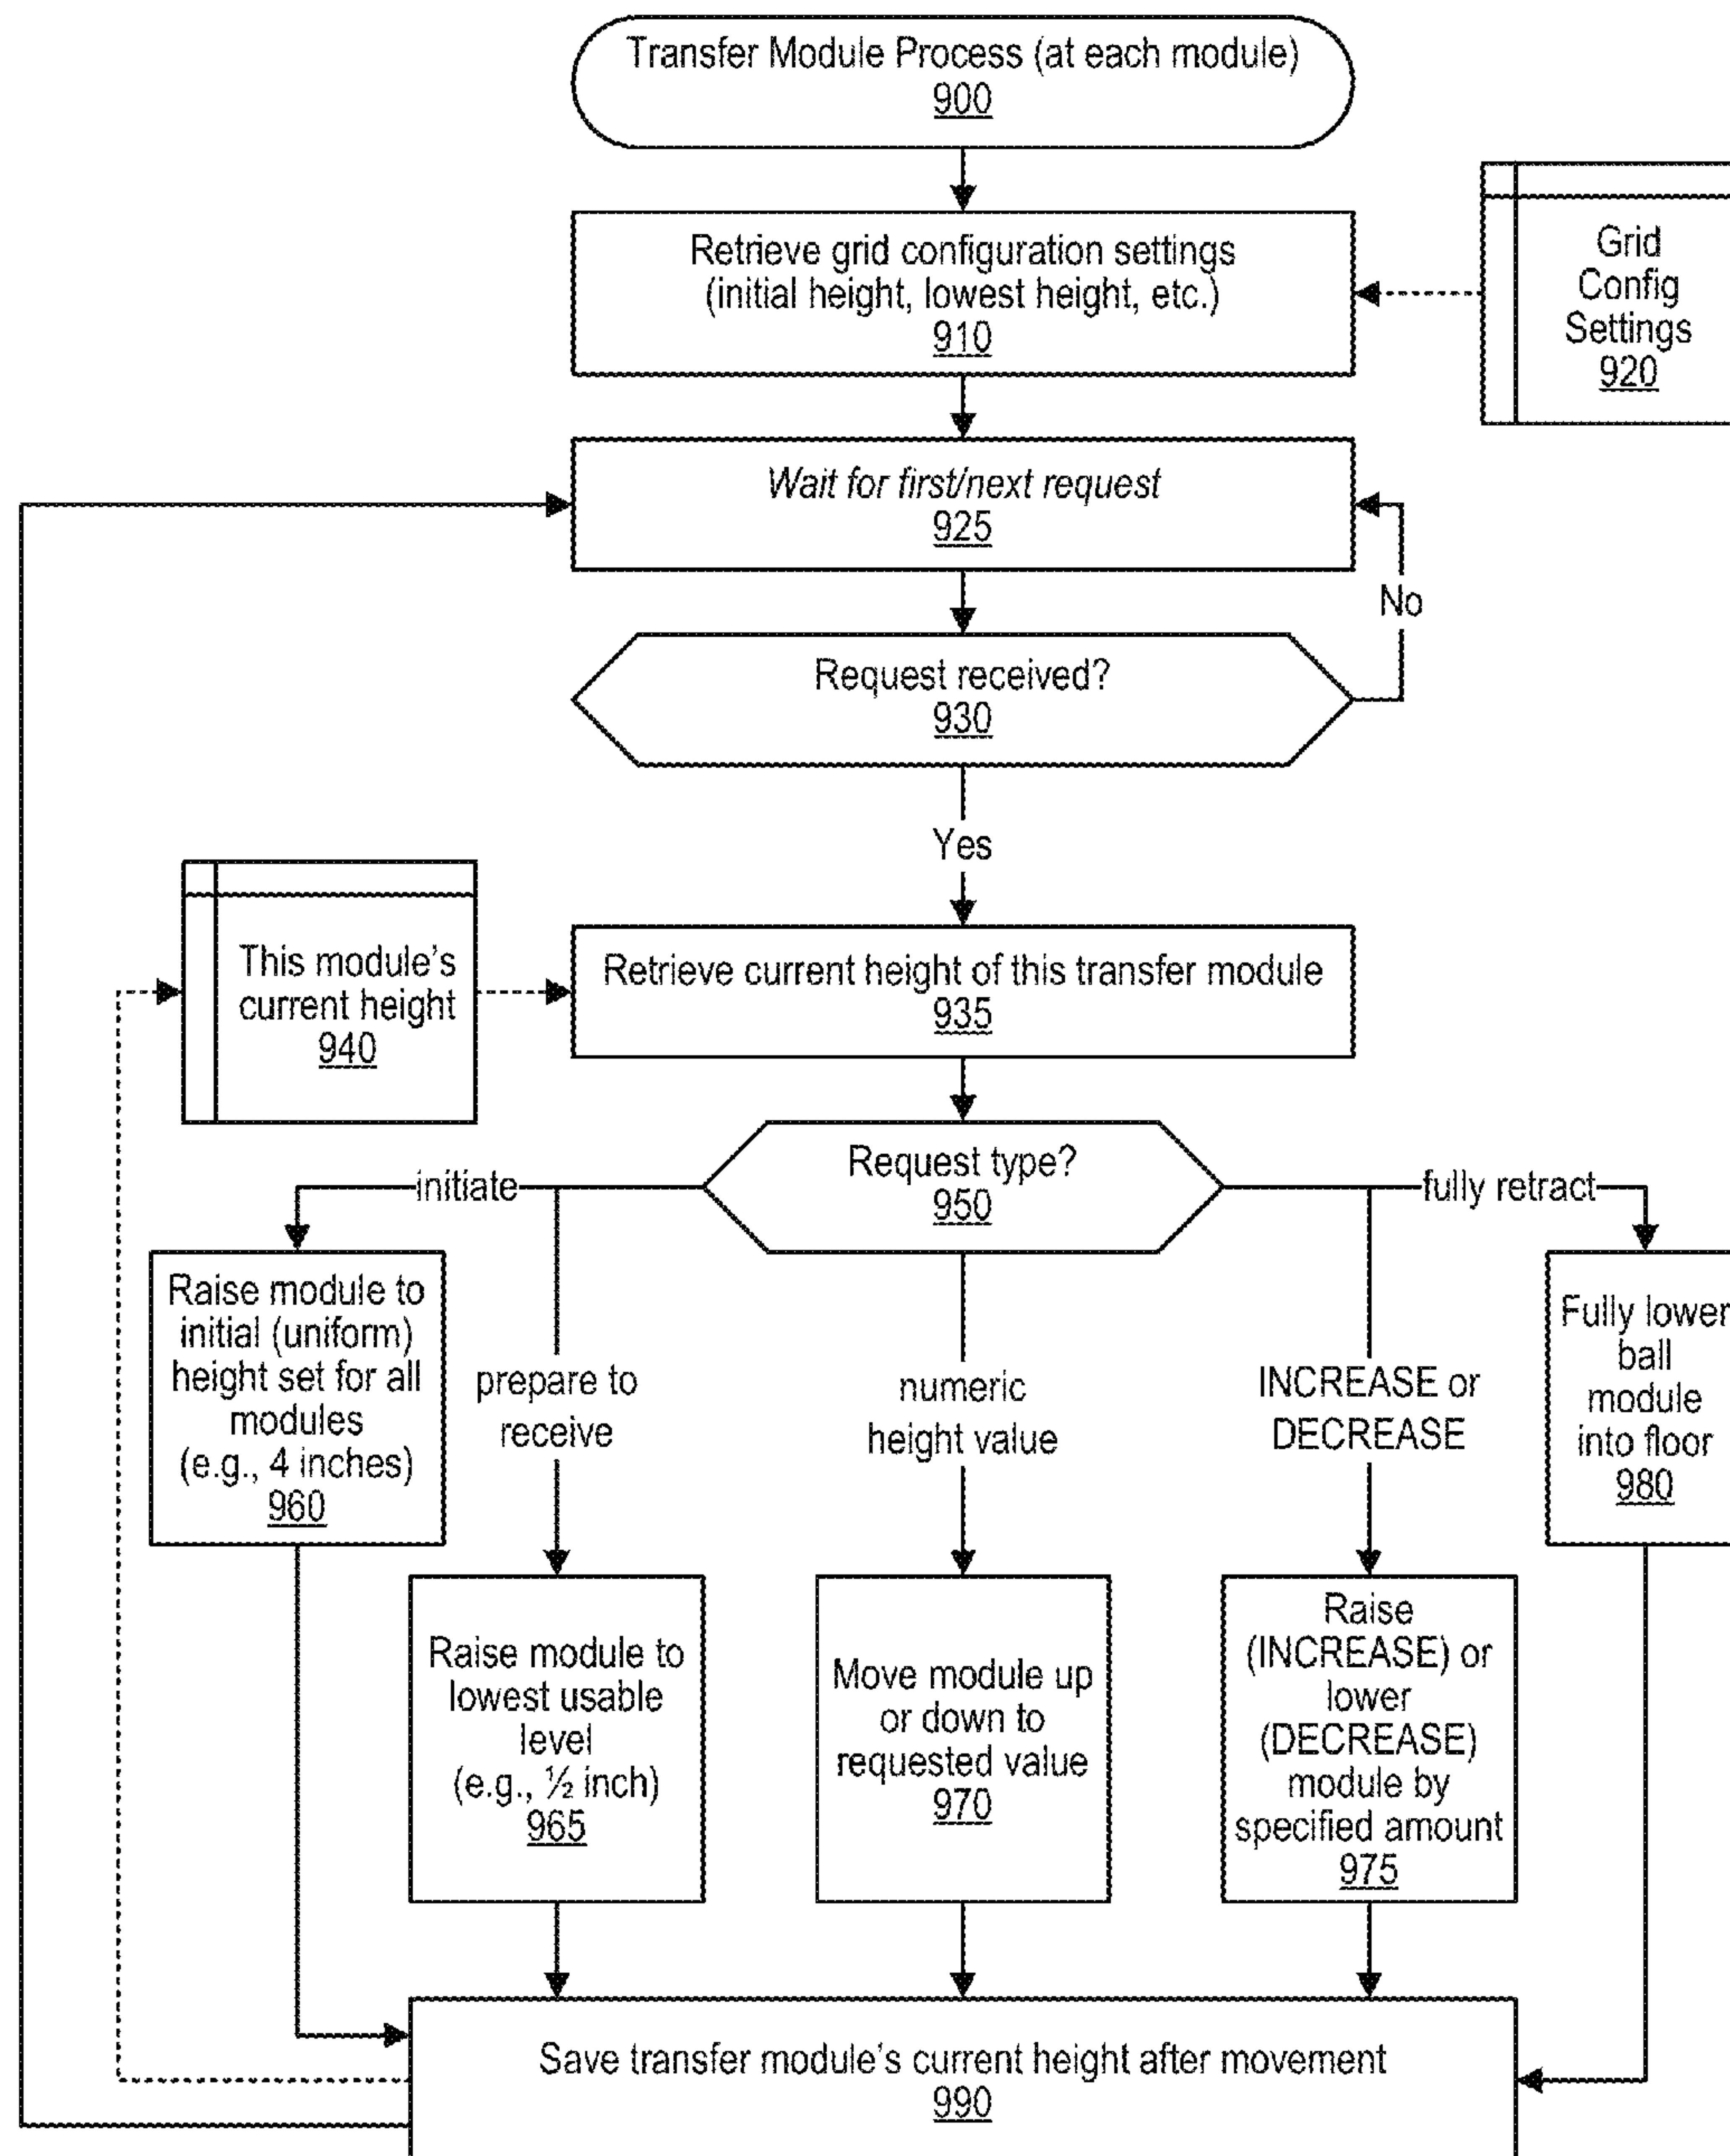 Transfer Module Process (at each module)
900
Retrieve grid configuration settings
(initial height, lowest height, etc.)
910
Grid
Config
Settings
920
Wait for first/next request
925
No
Request received?
930
Yes
This module's
current height
940
Retrieve current height of this transfer module
935
Request type?
950
initiate
fully retract
Raise module to
initial (uniform)
height set for all
modules
(e.g., 4 inches)
960
prepare to
receive
numeric
height value
INCREASE or
DECREASE
Fully lower
ball
module
into floor
980
Raise module to
lowest usable
level
(e.g., ½ inch)
965
Move module up
or down to
requested value
970
Raise
(INCREASE) or
lower
(DECREASE)
module by
specified amount
975
Save transfer module's current height after movement
990